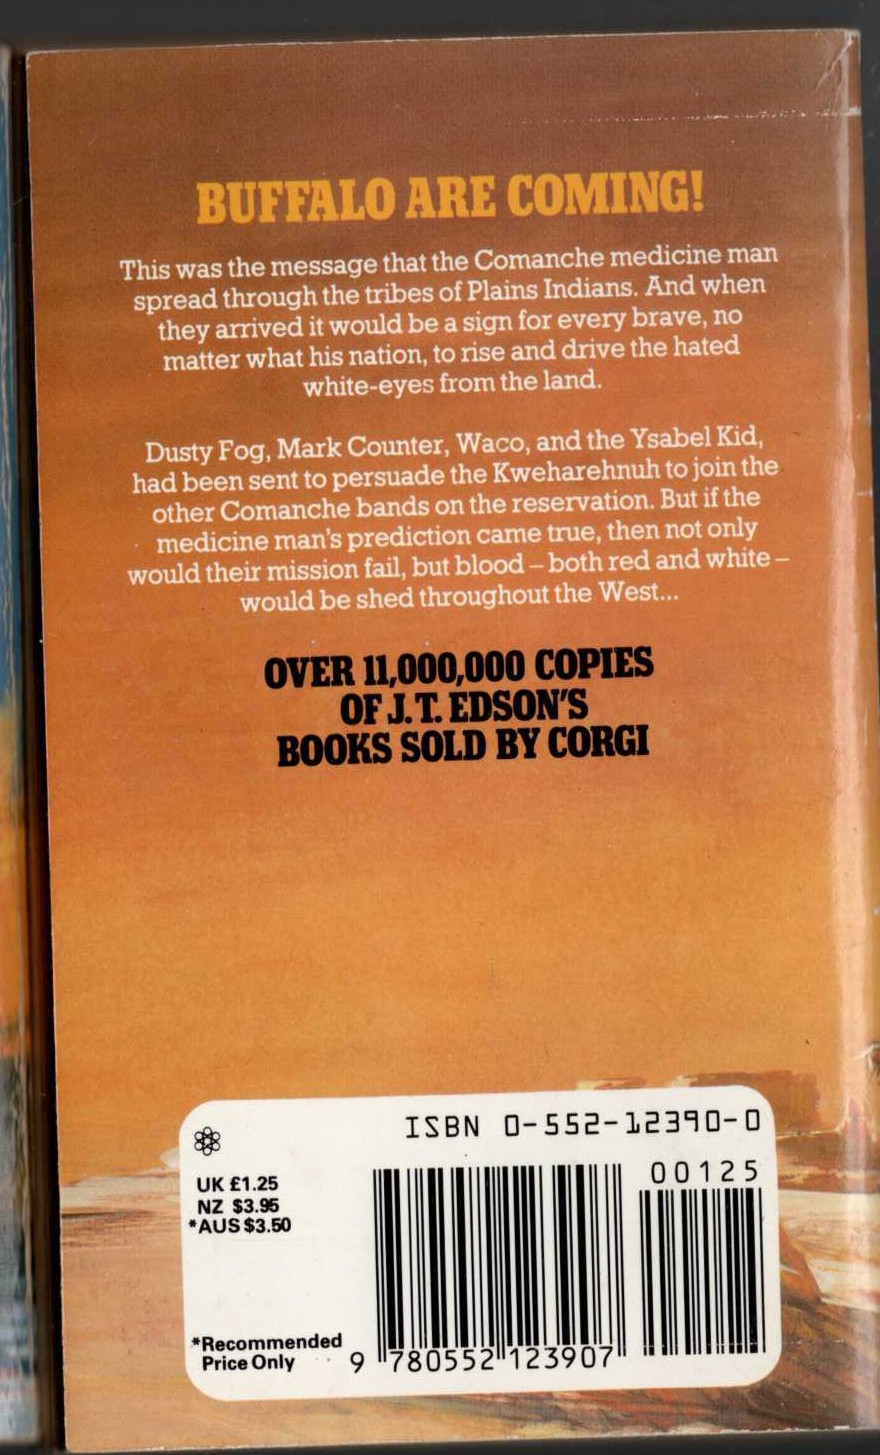 BUFFALO ARE COMING!
This was the message that the Comanche medicine man
spread through the tribes of Plains Indians. And when
they arrived it would be a sign for every brave, no
matter what his nation, to rise and drive the hated
white-eyes from the land.
Dusty Fog, Mark Counter, Waco, and the Ysabel Kid,
had been sent to persuade the Kweharehnuh to join the
other Comanche bands on the reservation. But if the
medicine man's prediction came true, then not only
would their mission fail, but blood – both red and white –
would be shed throughout the West...
OVER 11,000,000 COPIES
OF J.T. EDSON'S
BOOKS SOLD BY CORGI
ISBN 0-552-12390-0
00125
UK £1.25
NZ $3.95
*AUS $3.50
*Recommended
Price Only
9 780552 123907